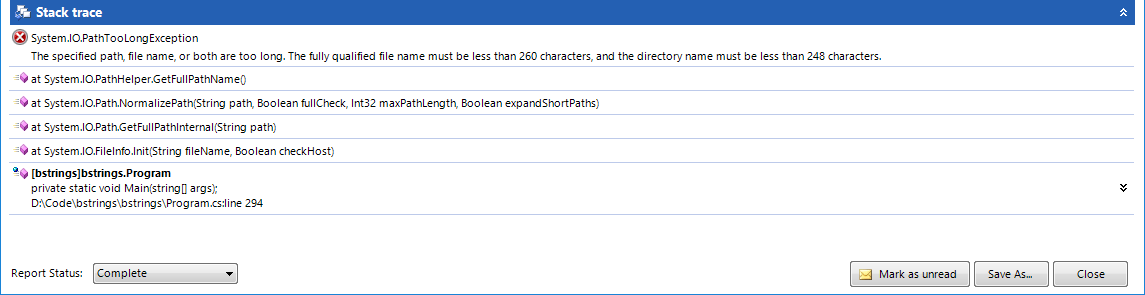 Stack trace
System.IO.PathTooLongException
The specified path, file name, or both are too long. The fully qualified file name must be less than 260 characters, and the directory name must be less than 248 characters.
at System.IO.PathHelper.GetFullPathName()
at System.IO.Path.NormalizePath(String path, Boolean fullCheck, Int32 maxPathLength, Boolean expandShortPaths)
at System.IO.Path.GetFullPathInternal(String path)
at System.IO.FileInfo.Init(String fileName, Boolean checkHost)
[bstrings]bstrings.Program
private static void Main(string[] args);
D:\Code\bstrings\bstrings\Program.cs:line 294
Report Status: Complete Mark as unread Save As... Close